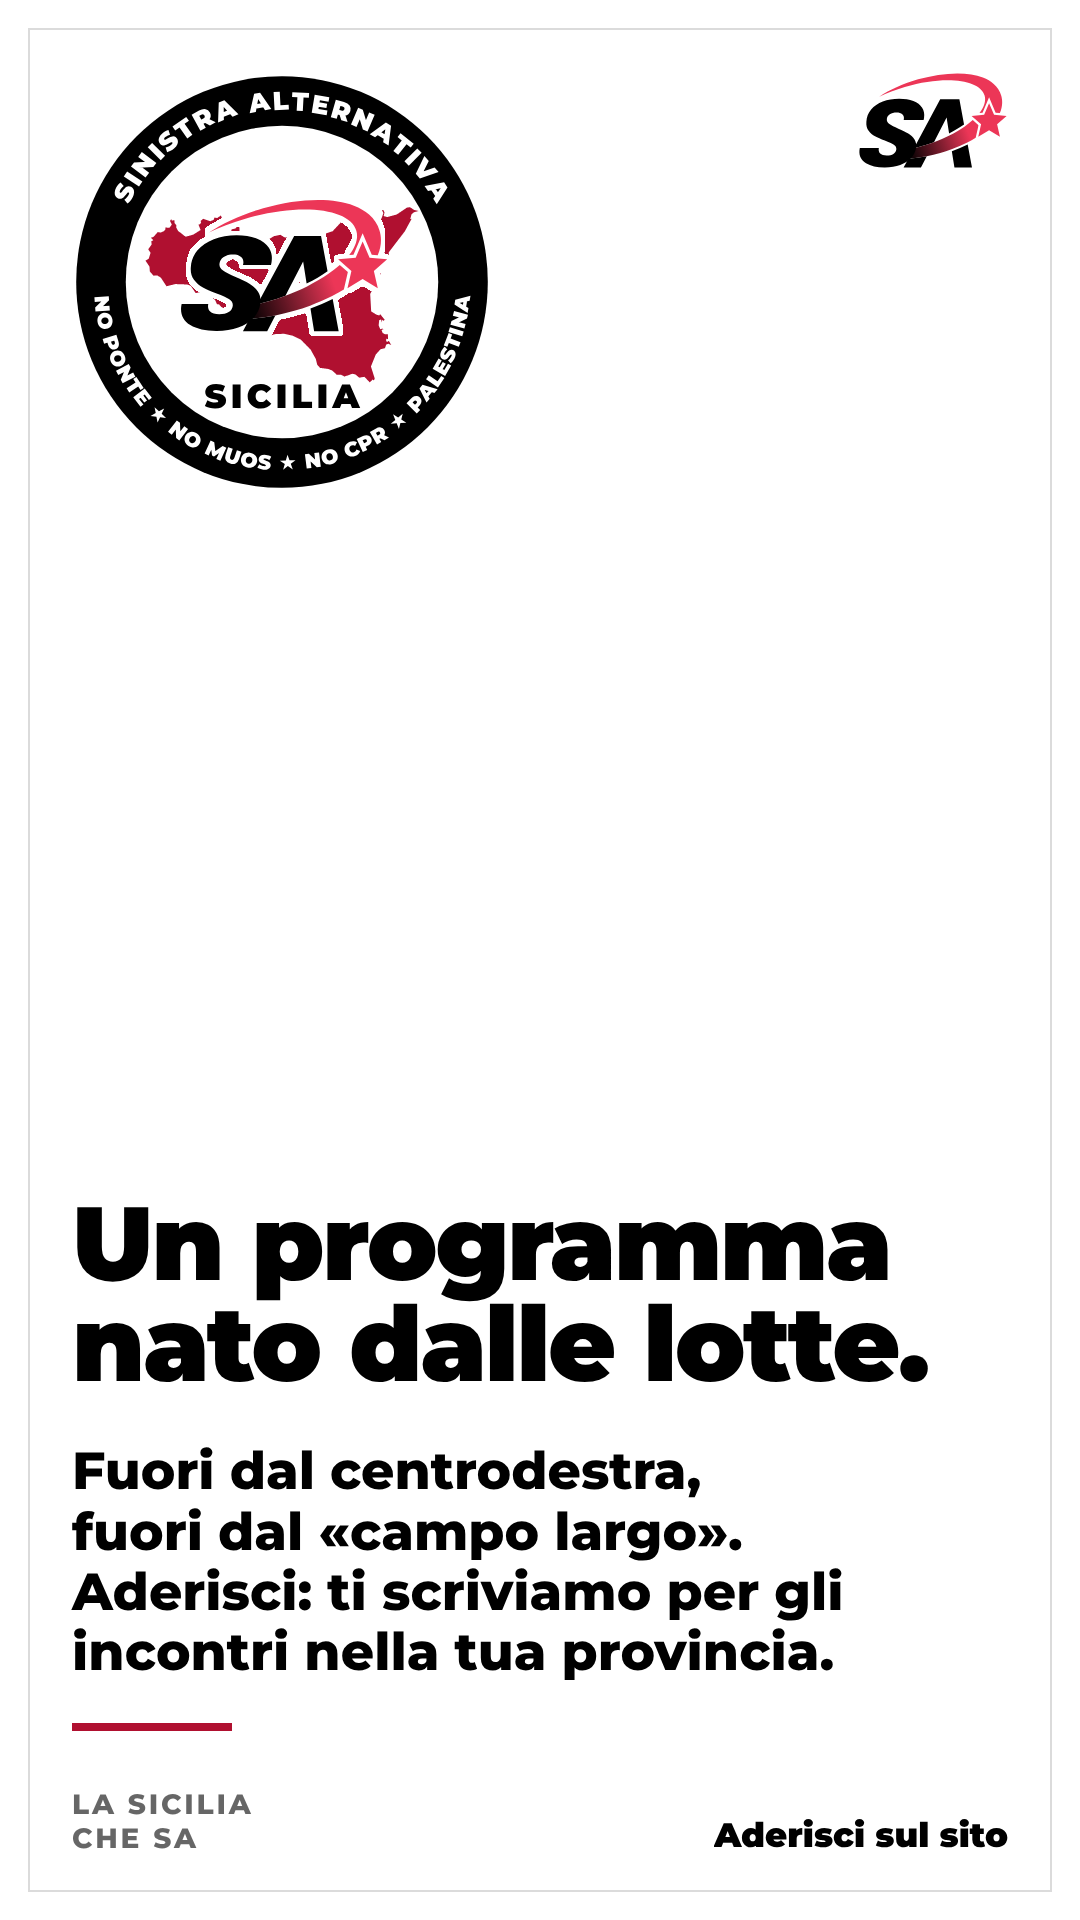 SINISTRA ALTERNATIVA
SA
SICILIA
NO PONTE ★ NO MUOS ★ NO CPR ★ PALESTINA
SA
Un programma
nato dalle lotte.
Fuori dal centrodestra,
fuori dal «campo largo».
Aderisci: ti scriviamo per gli
incontri nella tua provincia.
LA SICILIA
CHE SA
Aderisci sul sito